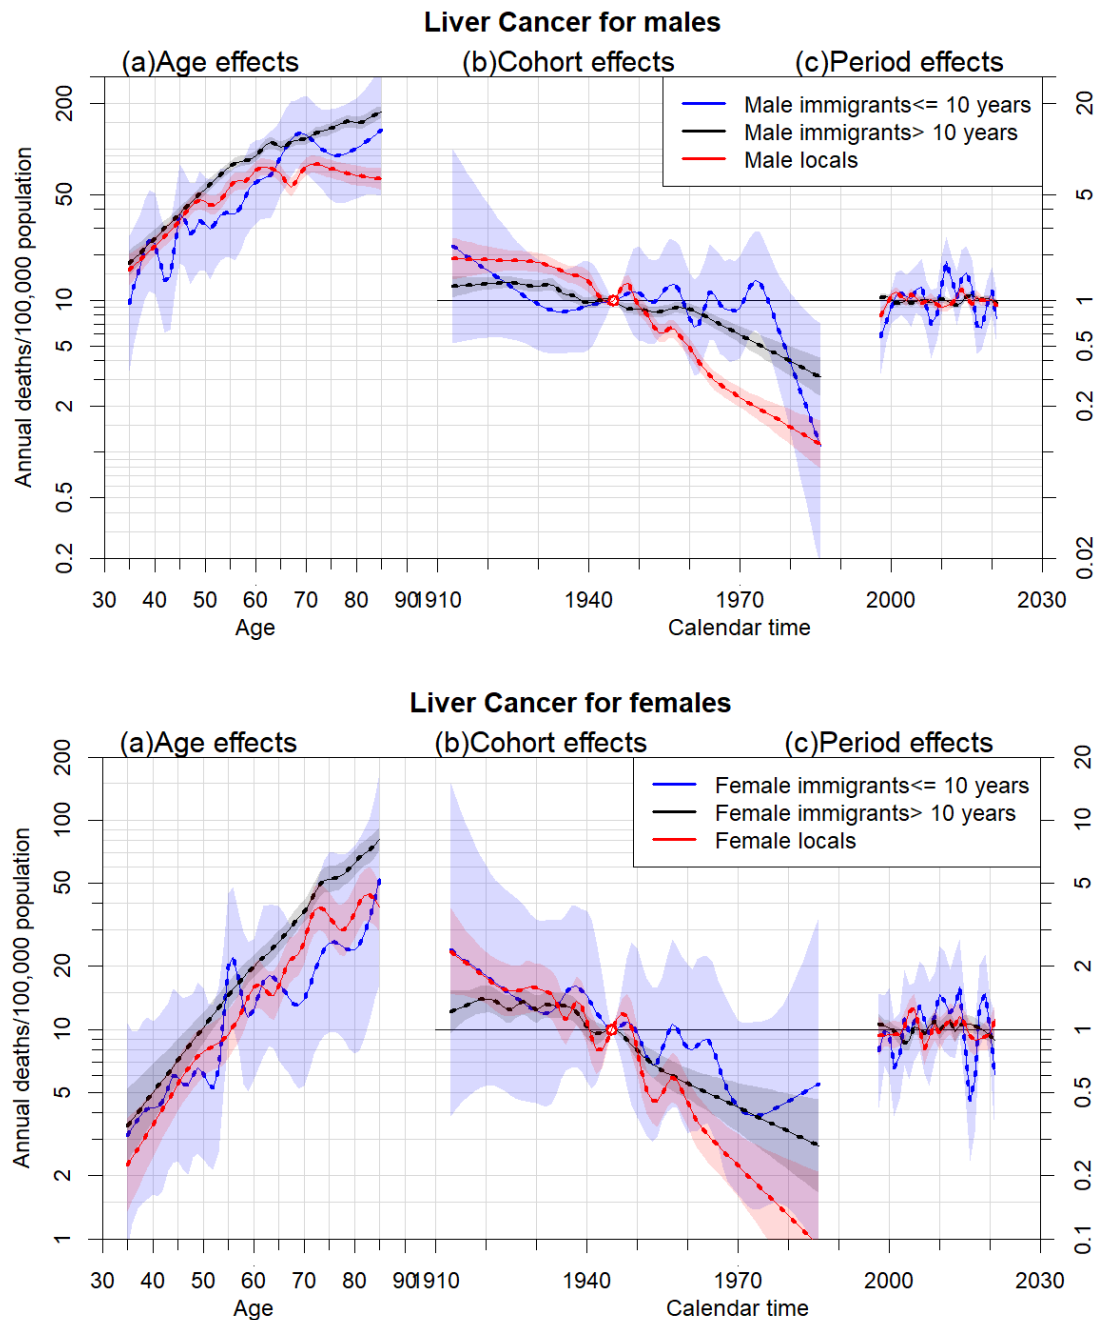 Liver Cancer for males
(a)Age effects (b)Cohort effects (c)Period effects
Male immigrants<= 10 years
Male immigrants> 10 years
Male locals
Annual deaths/100,000 population
200
50
10
5
2
0.5
0.2
20
5
1
0.5
0.2
0.02
30 40 50 60 70 80 90 1910 1940 1970 2000 2030
Age Calendar time
Liver Cancer for females
(a)Age effects (b)Cohort effects (c)Period effects
Female immigrants<= 10 years
Female immigrants> 10 years
Female locals
Annual deaths/100,000 population
200
100
50
20
10
5
2
1
20
10
5
2
1
0.5
0.2
0.1
30 40 50 60 70 80 90 1910 1940 1970 2000 2030
Age Calendar time